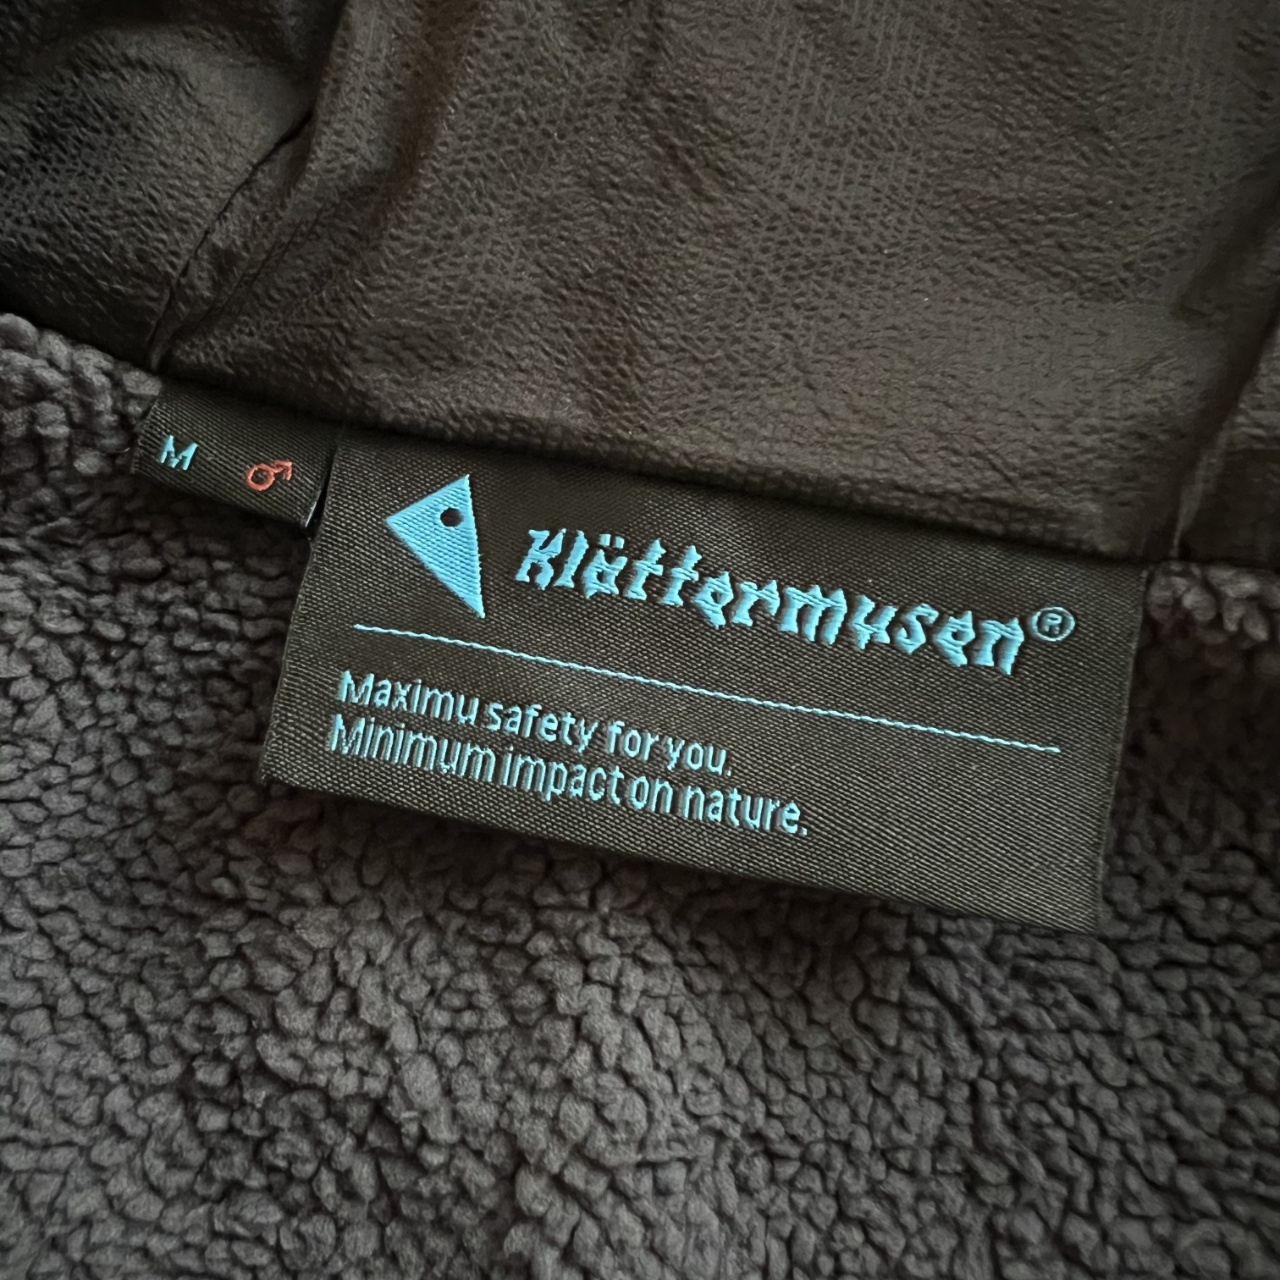 M ♂
Klättermusen®
Maximu safety for you.
Minimum impact on nature.